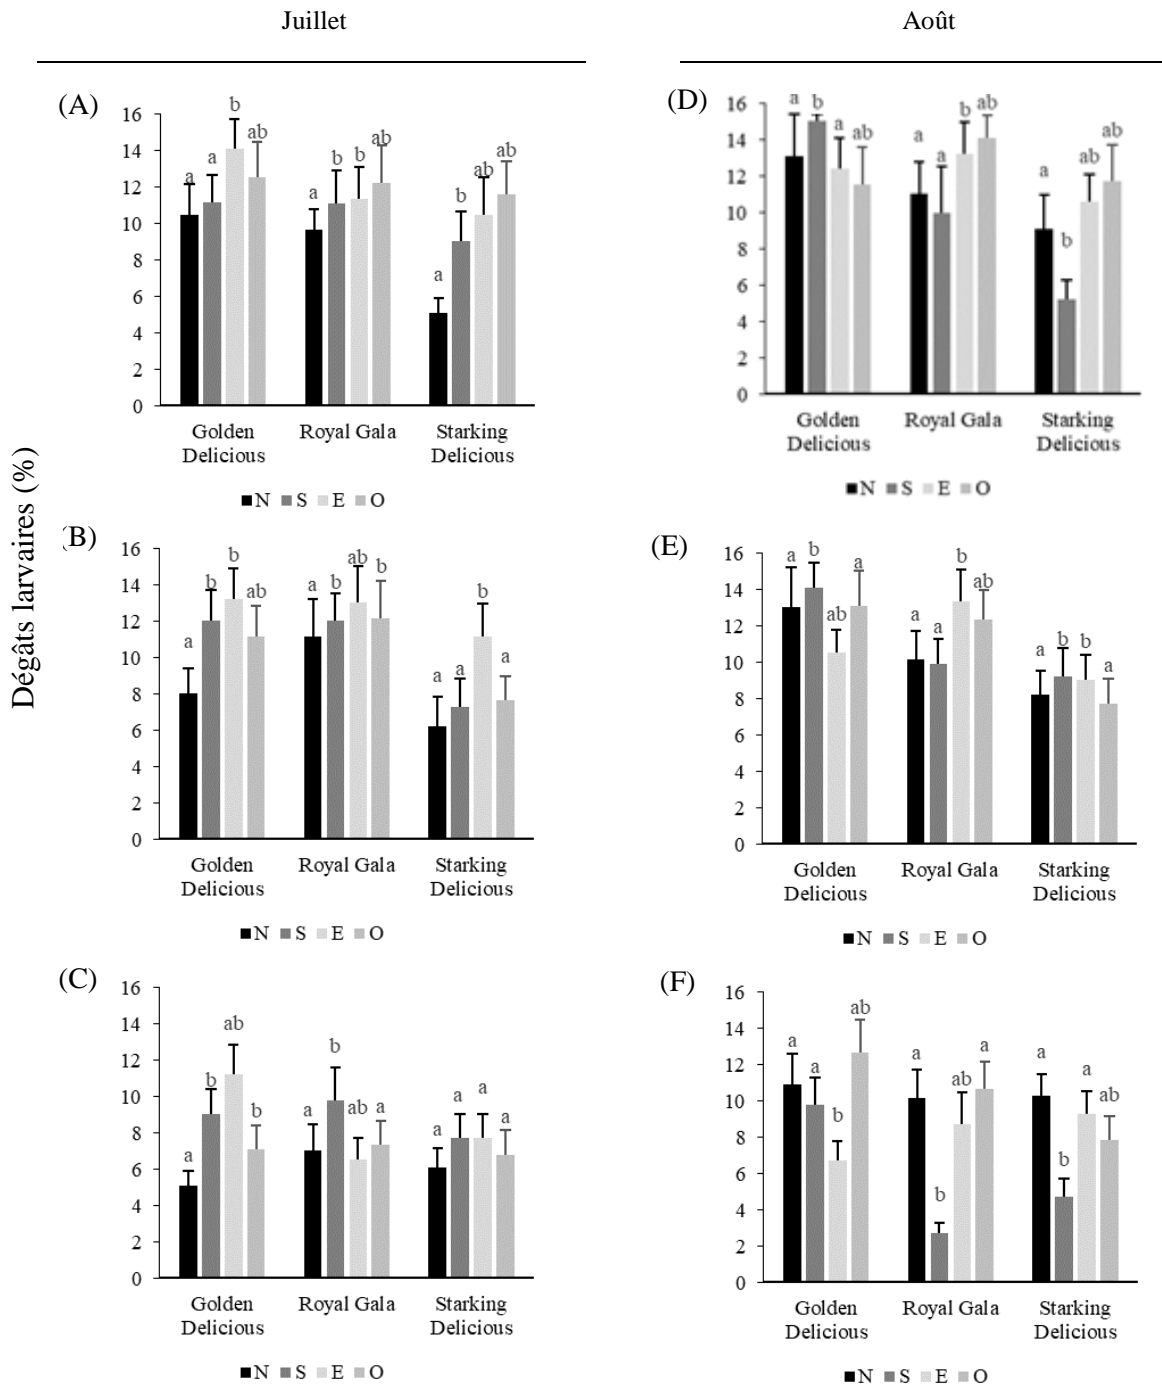 Juillet
Août
Dégâts larvaires (%)
(A)
16
14
12
10
8
6
4
2
0
a a b ab
a b b ab
a b ab ab
Golden Delicious
Royal Gala
Starking Delicious
N S E O
(D)
16
14
12
10
8
6
4
2
0
a b a ab
a a b ab
a b ab ab
Golden Delicious
Royal Gala
Starking Delicious
N S E O
(B)
16
14
12
10
8
6
4
2
0
a b b ab
a b ab b
a a b a
Golden Delicious
Royal Gala
Starking Delicious
N S E O
(E)
16
14
12
10
8
6
4
2
0
a b ab a
a a b ab
a b b a
Golden Delicious
Royal Gala
Starking Delicious
N S E O
(C)
16
14
12
10
8
6
4
2
0
a b ab b
a b ab a
a a a a
Golden Delicious
Royal Gala
Starking Delicious
N S E O
(F)
16
14
12
10
8
6
4
2
0
a a b ab
a b ab a
a b a ab
Golden Delicious
Royal Gala
Starking Delicious
N S E O